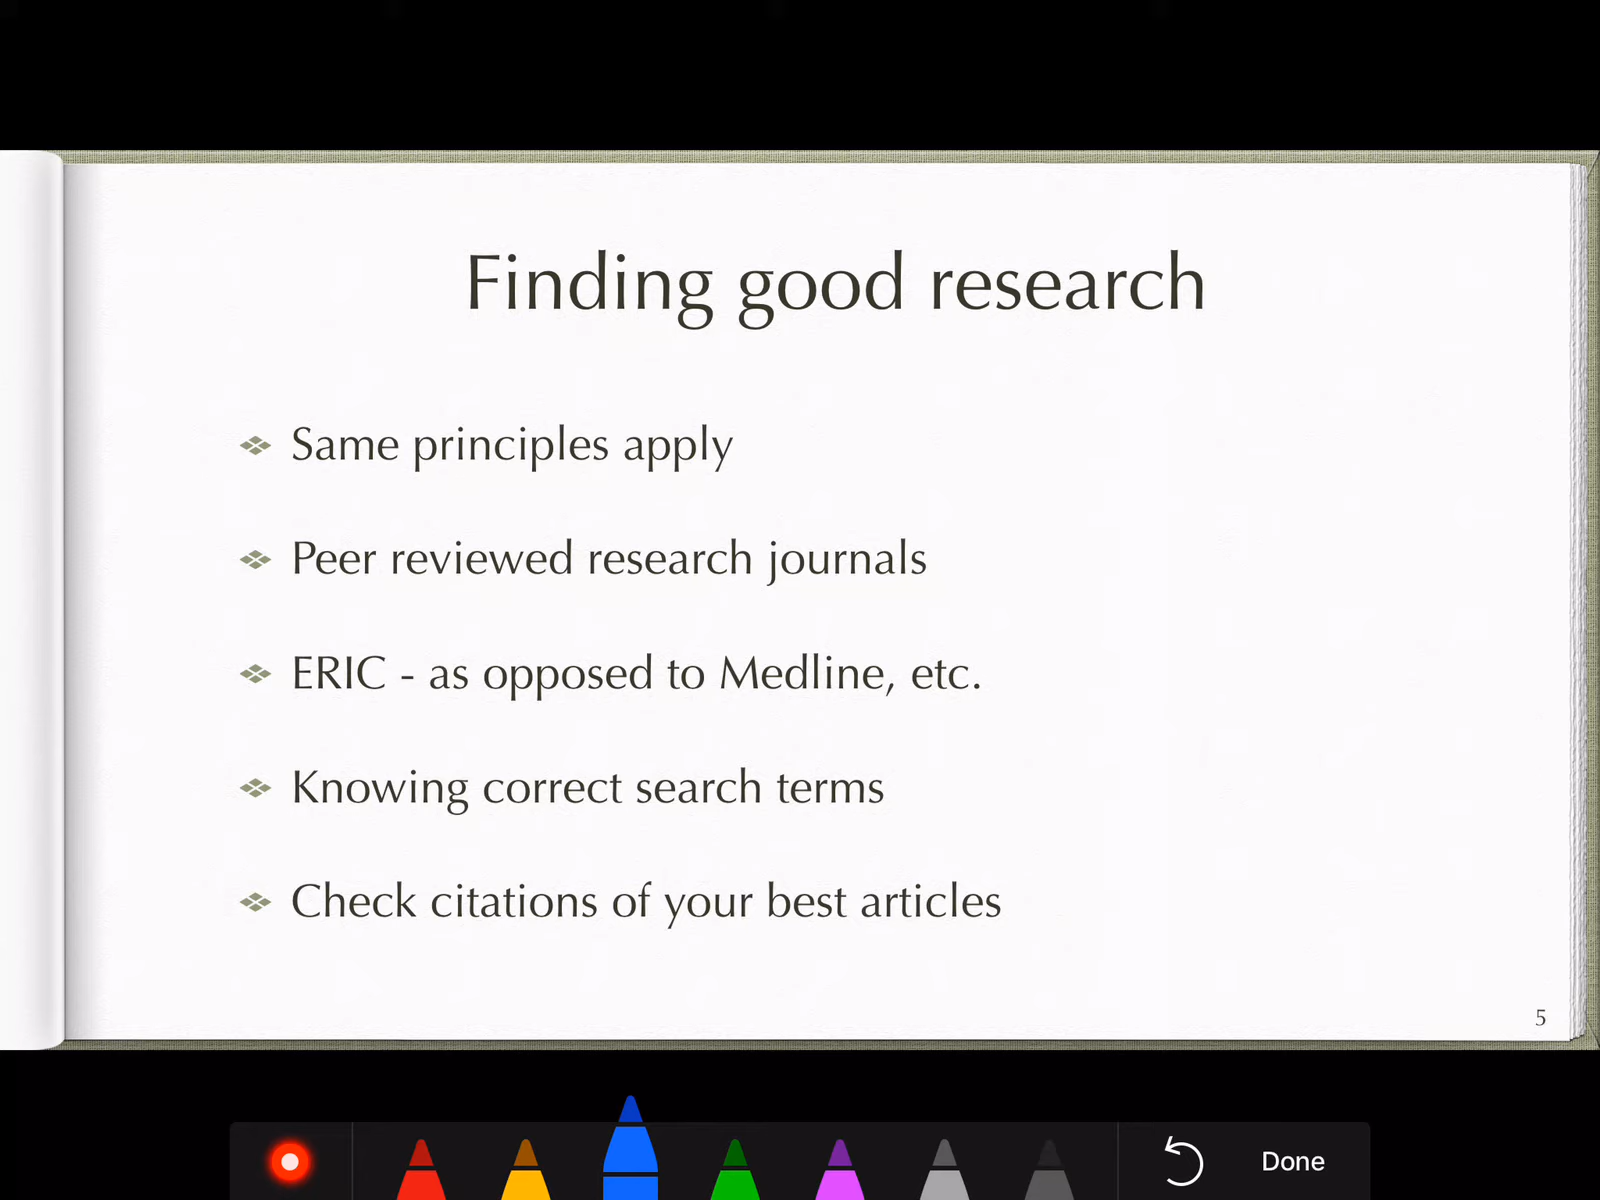 Finding good research
Same principles apply
Peer reviewed research journals
ERIC - as opposed to Medline, etc.
Knowing correct search terms
Check citations of your best articles
5
Done